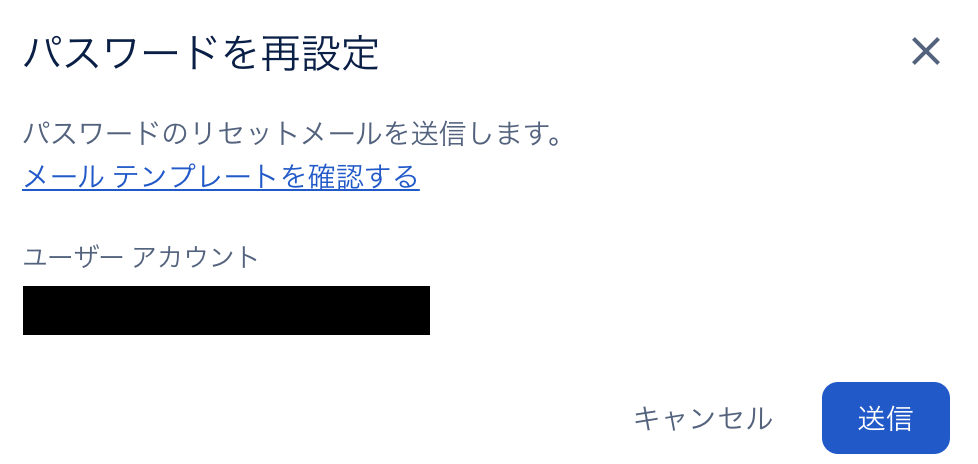 パスワードを再設定
パスワードのリセットメールを送信します。
メール テンプレートを確認する
ユーザー アカウント
キャンセル 送信